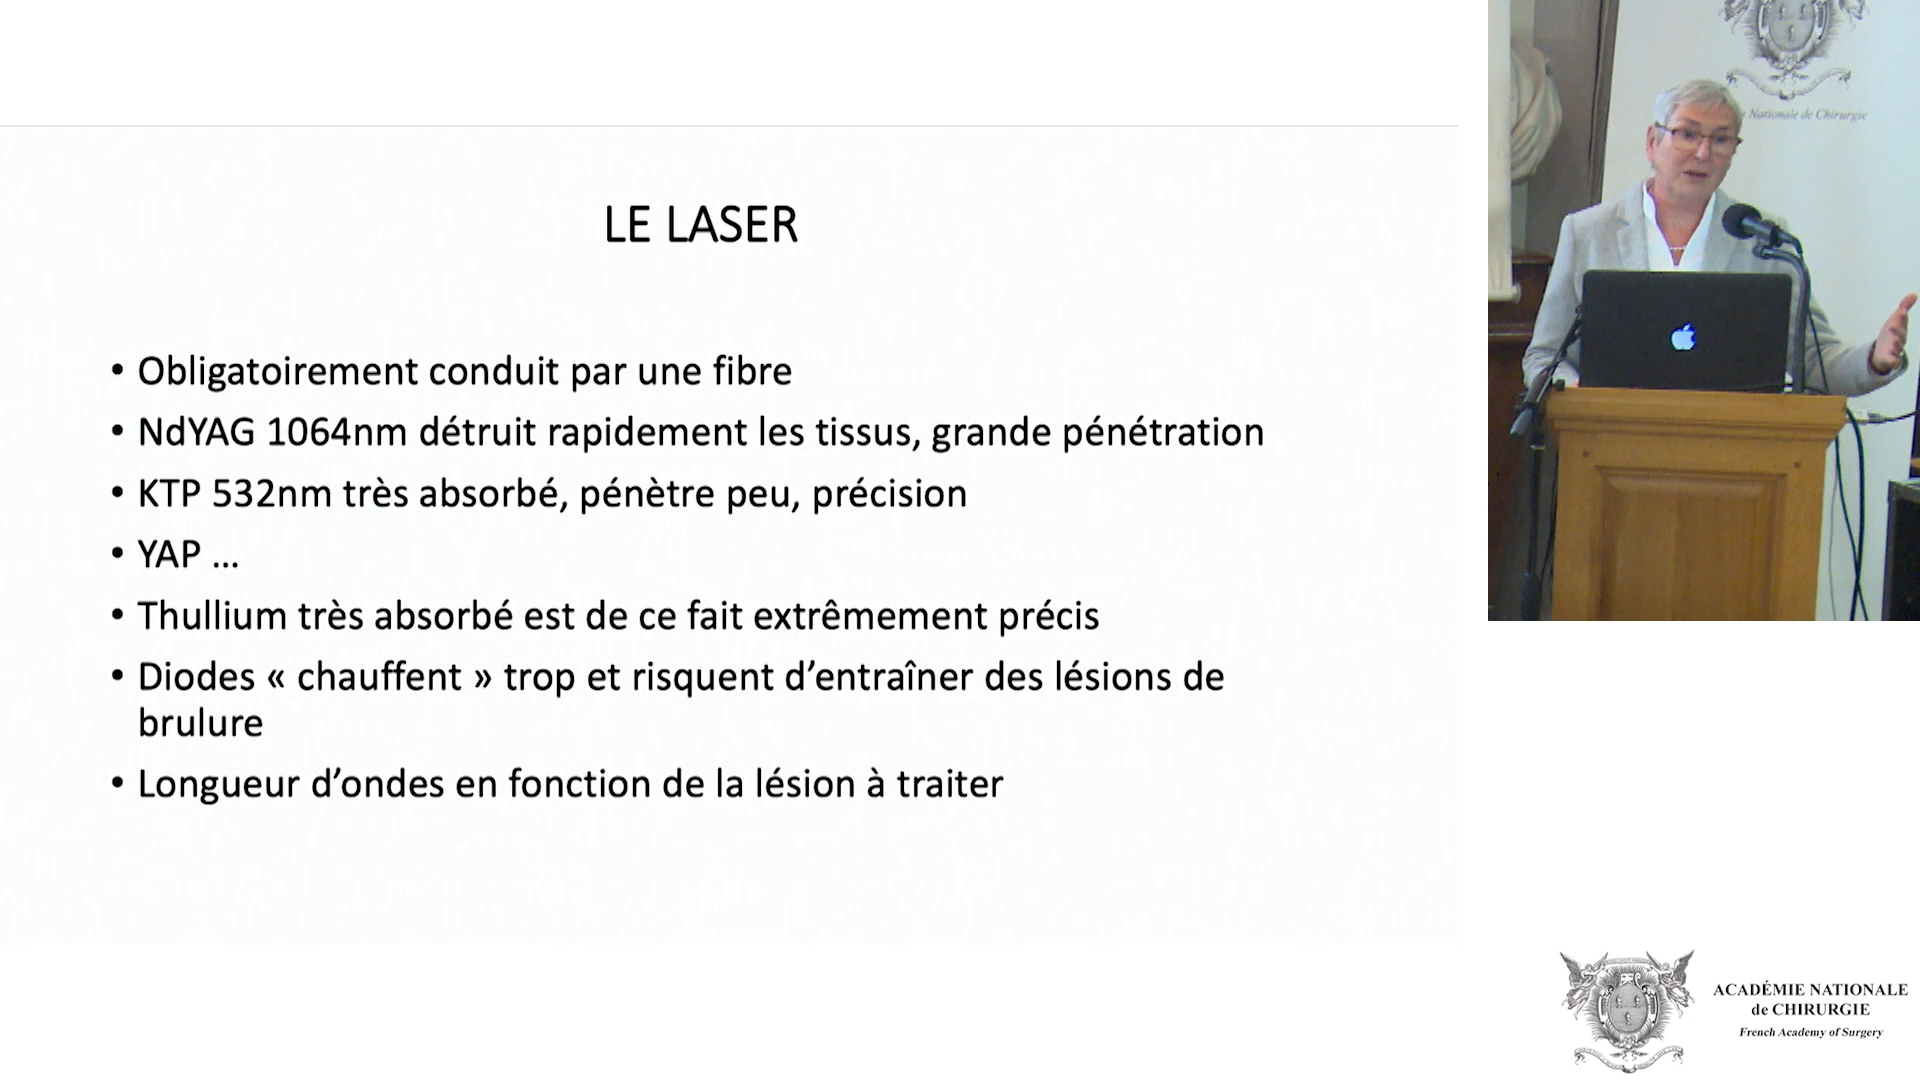 LE LASER
• Obligatoirement conduit par une fibre
• NdYAG 1064nm détruit rapidement les tissus, grande pénétration
• KTP 532nm très absorbé, pénètre peu, précision
• YAP ...
• Thullium très absorbé est de ce fait extrêmement précis
• Diodes « chauffent » trop et risquent d’entraîner des lésions de
brulure
• Longueur d’ondes en fonction de la lésion à traiter
Nationale de Chirurgie
ACADÉMIE NATIONALE
de CHIRURGIE
French Academy of Surgery